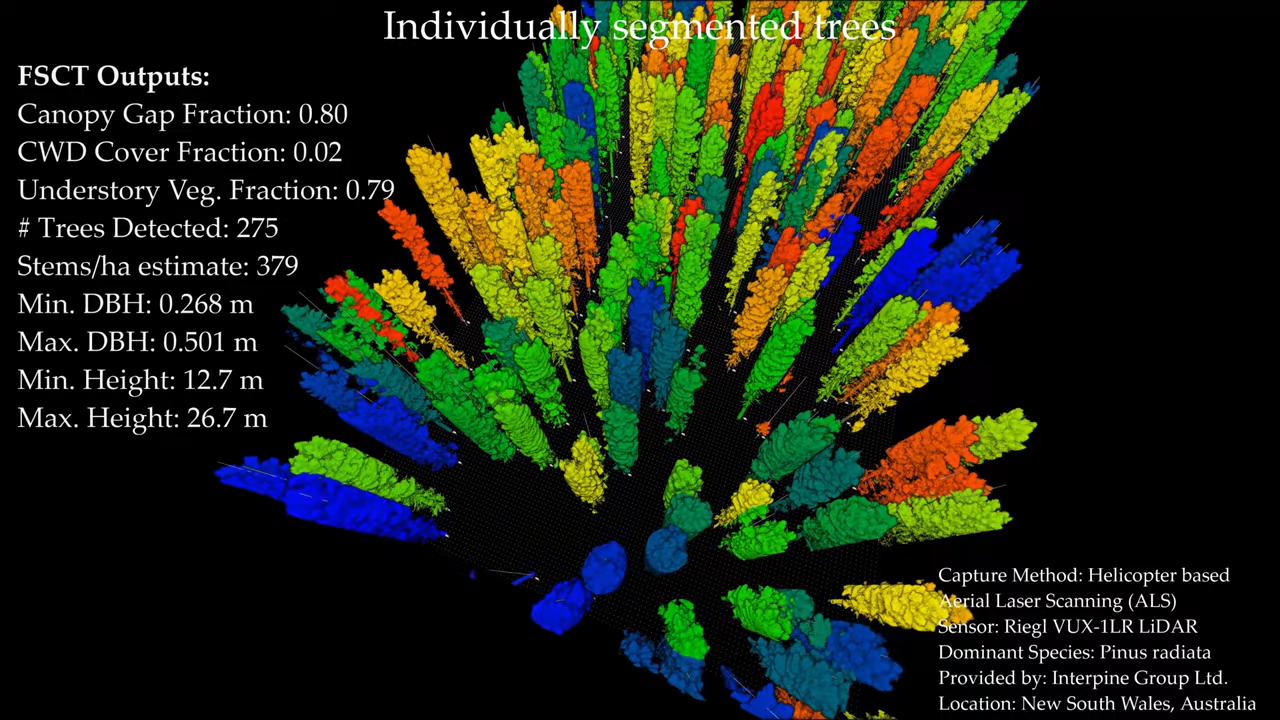 Individually segmented trees
FSCT Outputs:
Canopy Gap Fraction: 0.80
CWD Cover Fraction: 0.02
Understory Veg. Fraction: 0.79
# Trees Detected: 275
Stems/ha estimate: 379
Min. DBH: 0.268 m
Max. DBH: 0.501 m
Min. Height: 12.7 m
Max. Height: 26.7 m
Capture Method: Helicopter based
Aerial Laser Scanning (ALS)
Sensor: Riegl VUX-1LR LiDAR
Dominant Species: Pinus radiata
Provided by: Interpine Group Ltd.
Location: New South Wales, Australia